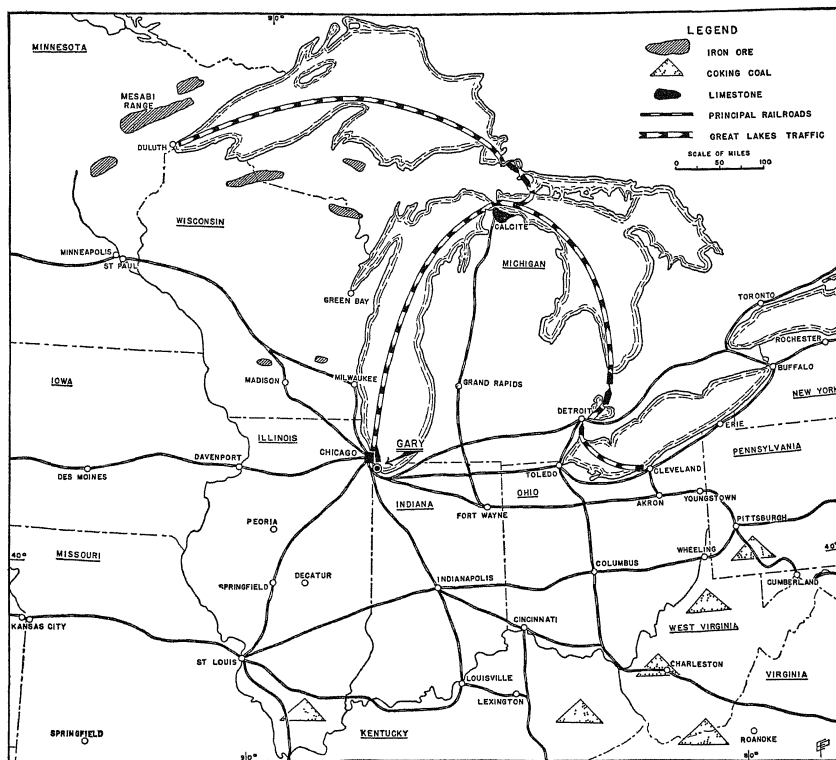 90°
LEGEND
IRON ORE
COKING COAL
LIMESTONE
PRINCIPAL RAILROADS
GREAT LAKES TRAFFIC
SCALE OF MILES
0 50 100
MINNESOTA
MESABI
RANGE
DULUTH
WISCONSIN
CALCITE
MICHIGAN
MINNEAPOLIS
ST PAUL
GREEN BAY
TORONTO
ROCHESTER
BUFFALO
NEW YORK
IOWA
MADISON
MILWAUKEE
GRAND RAPIDS
DETROIT
ERIE
PENNSYLVANIA
ILLINOIS
CHICAGO
GARY
DAVENPORT
DES MOINES
TOLEDO
CLEVELAND
INDIANA
OHIO
FORT WAYNE
AKRON
YOUNGSTOWN
PEORIA
PITTSBURGH
40°
MISSOURI
WHEELING
40
DECATUR
SPRINGFIELD
INDIANAPOLIS
COLUMBUS
CUMBERLAND
KANSAS CITY
CINCINNATI
WEST VIRGINIA
ST LOUIS
CHARLESTON
LOUISVILLE
VIRGINIA
LEXINGTON
SPRINGFIELD
KENTUCKY
ROANOKE
90°
80°